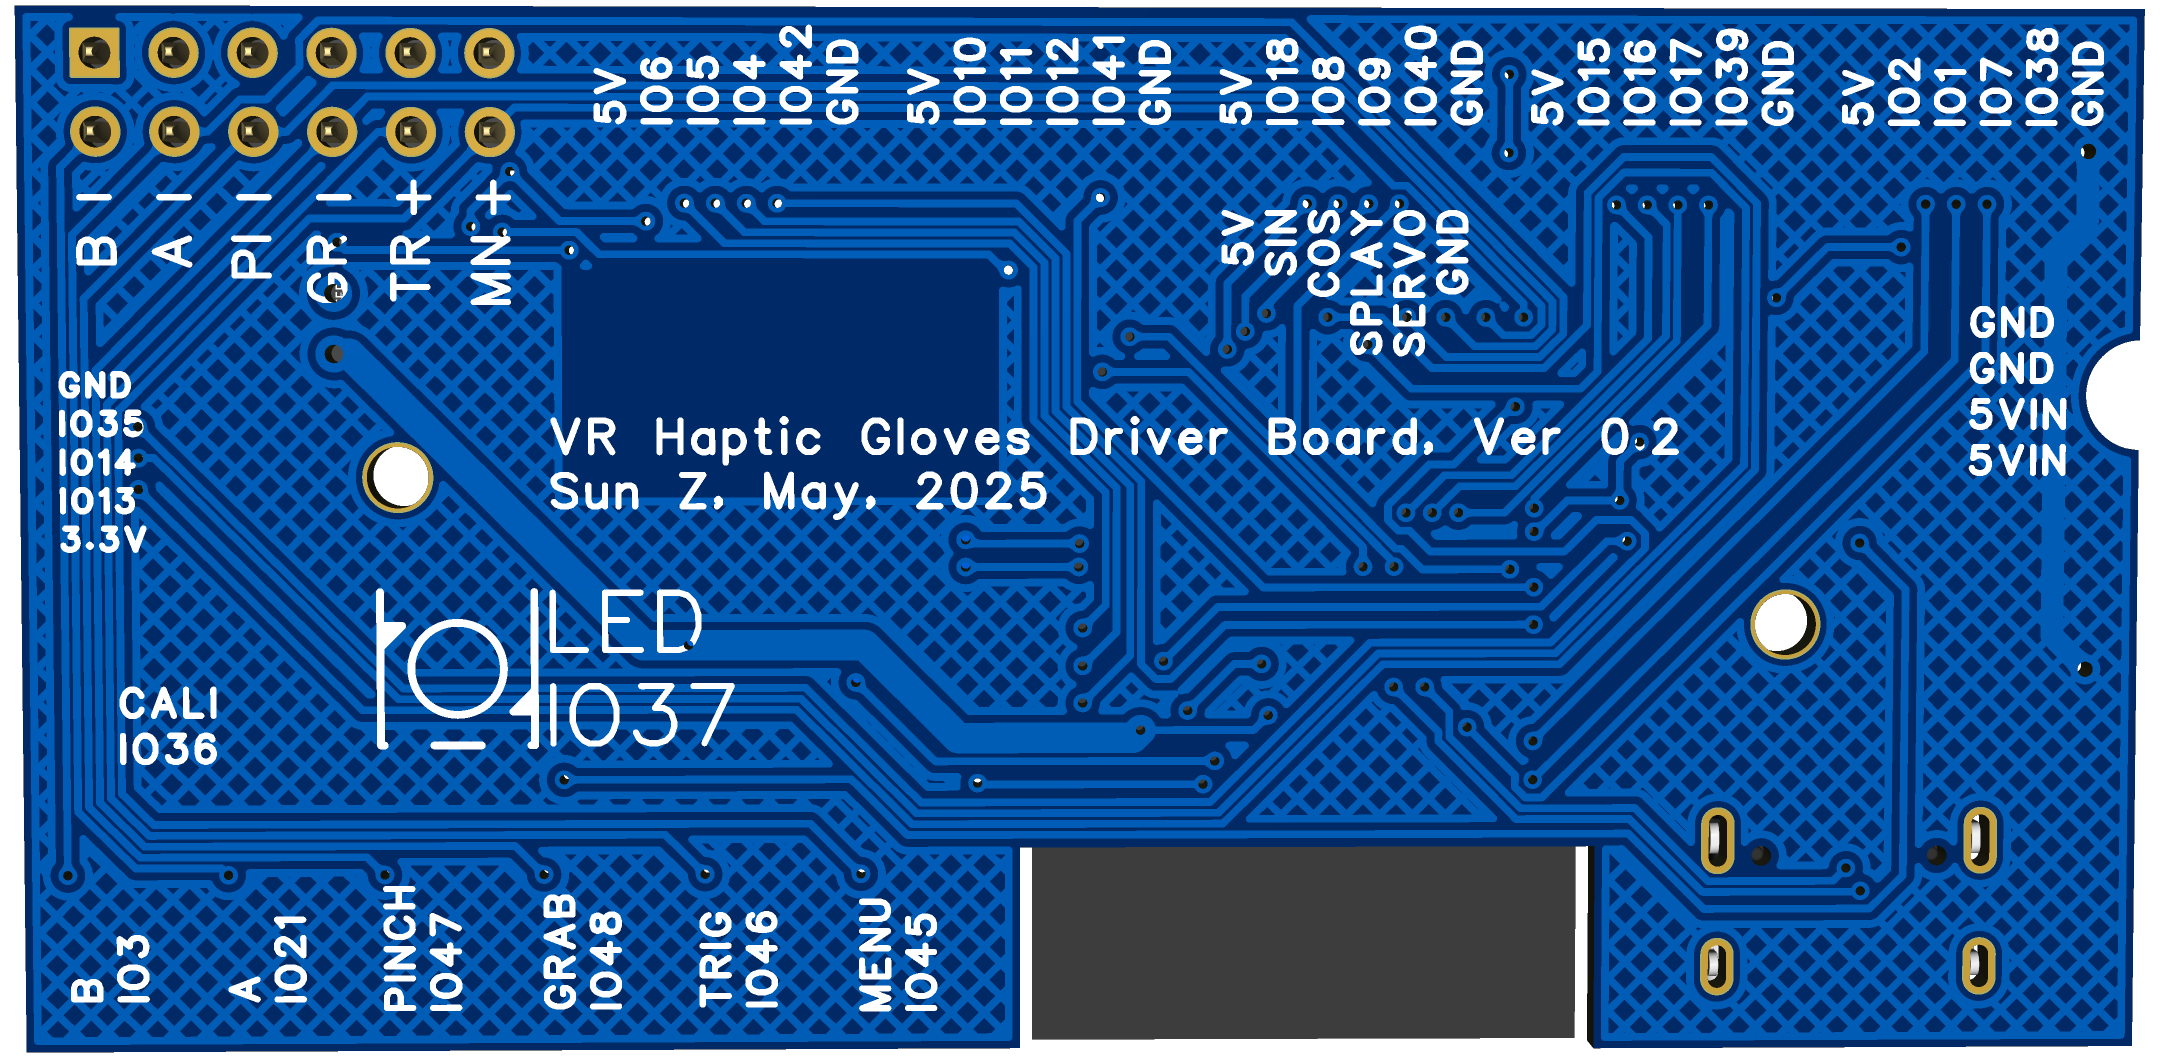 5V
IO6
IO5
IO4
IO42
GND
5V
IO10
IO11
IO12
IO41
GND
5V
IO18
IO8
IO9
IO40
GND
5V
IO15
IO16
IO17
IO39
GND
5V
IO2
IO1
IO7
IO38
GND
B -
A -
PI -
GR -
TR +
MN +
5V
SIN
COS
SPLAY
SERVO
GND
GND
GND
5VIN
5VIN
GND
IO35
IO14
IO13
3.3V
VR Haptic Gloves Driver Board, Ver 0.2
Sun Z, May, 2025
LED
IO37
CALI
IO36
B
IO3
A
IO21
PINCH
IO47
GRAB
IO48
TRIG
IO46
MENU
IO45